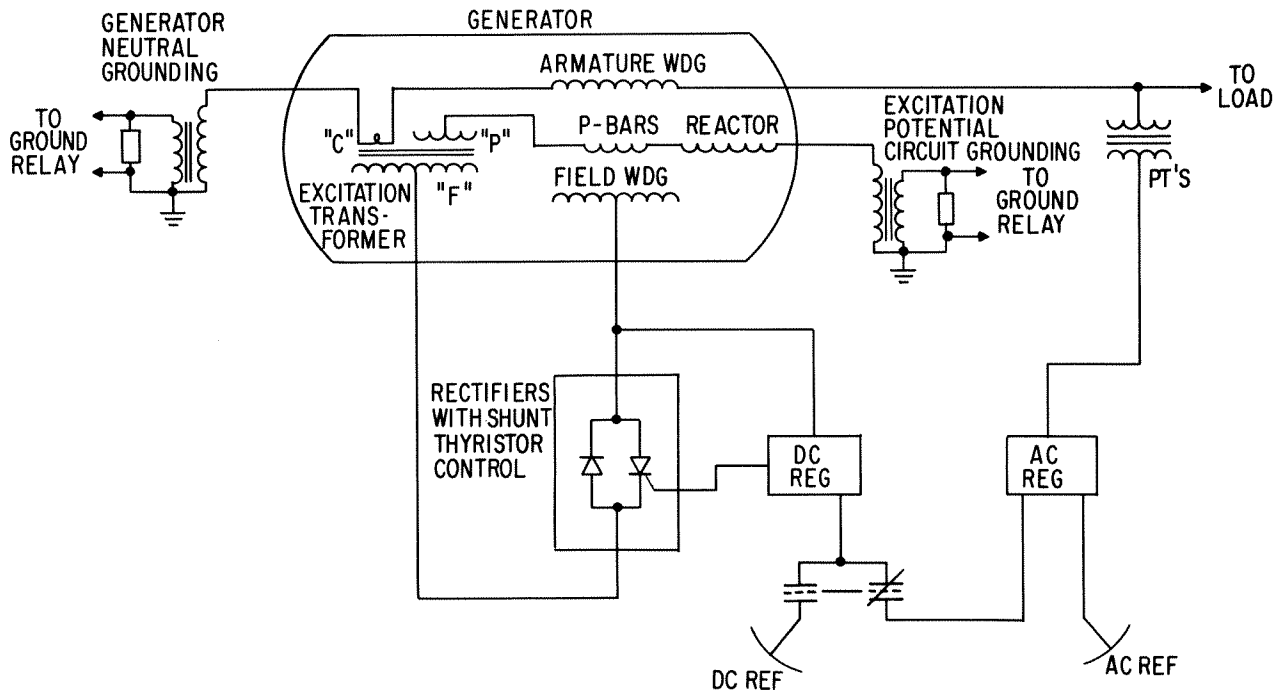 GENERATOR
NEUTRAL
GROUNDING
GENERATOR
ARMATURE WDG
TO
LOAD
TO
GROUND
RELAY
"C"
"P"
P-BARS
REACTOR
EXCITATION
POTENTIAL
CIRCUIT GROUNDING
TO
GROUND
RELAY
PT'S
EXCITATION
TRANS-
FORMER
"F"
FIELD WDG
RECTIFIERS
WITH SHUNT
THYRISTOR
CONTROL
DC
REG
AC
REG
DC REF
AC REF